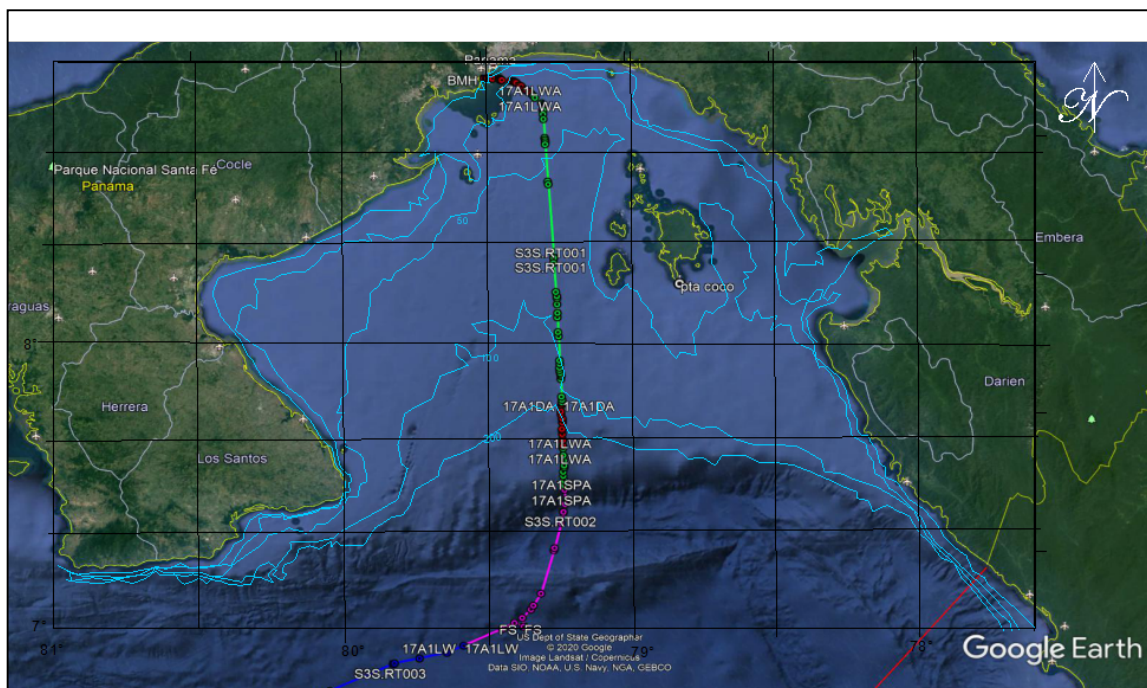 Panama
BMH
N
17A1LWA
17A1LWA
Parque Nacional Santa Fé
Cocle
Panama
0
50
Embera
S3S.RT001
S3S.RT001
pta coco
raguas
8°
100
Darien
Herrera
17A1DA
17A1DA
200
17A1LWA
17A1LWA
Los Santos
17A1SPA
17A1SPA
S3S.RT002
7°
FS
FS
US Dept of State Geographer
© 2020 Google
Image Landsat / Copernicus
Data SIO, NOAA, U.S. Navy, NGA, GEBCO
Google Earth
81°
80°
79°
78°
17A1LW
17A1LW
S3S.RT003